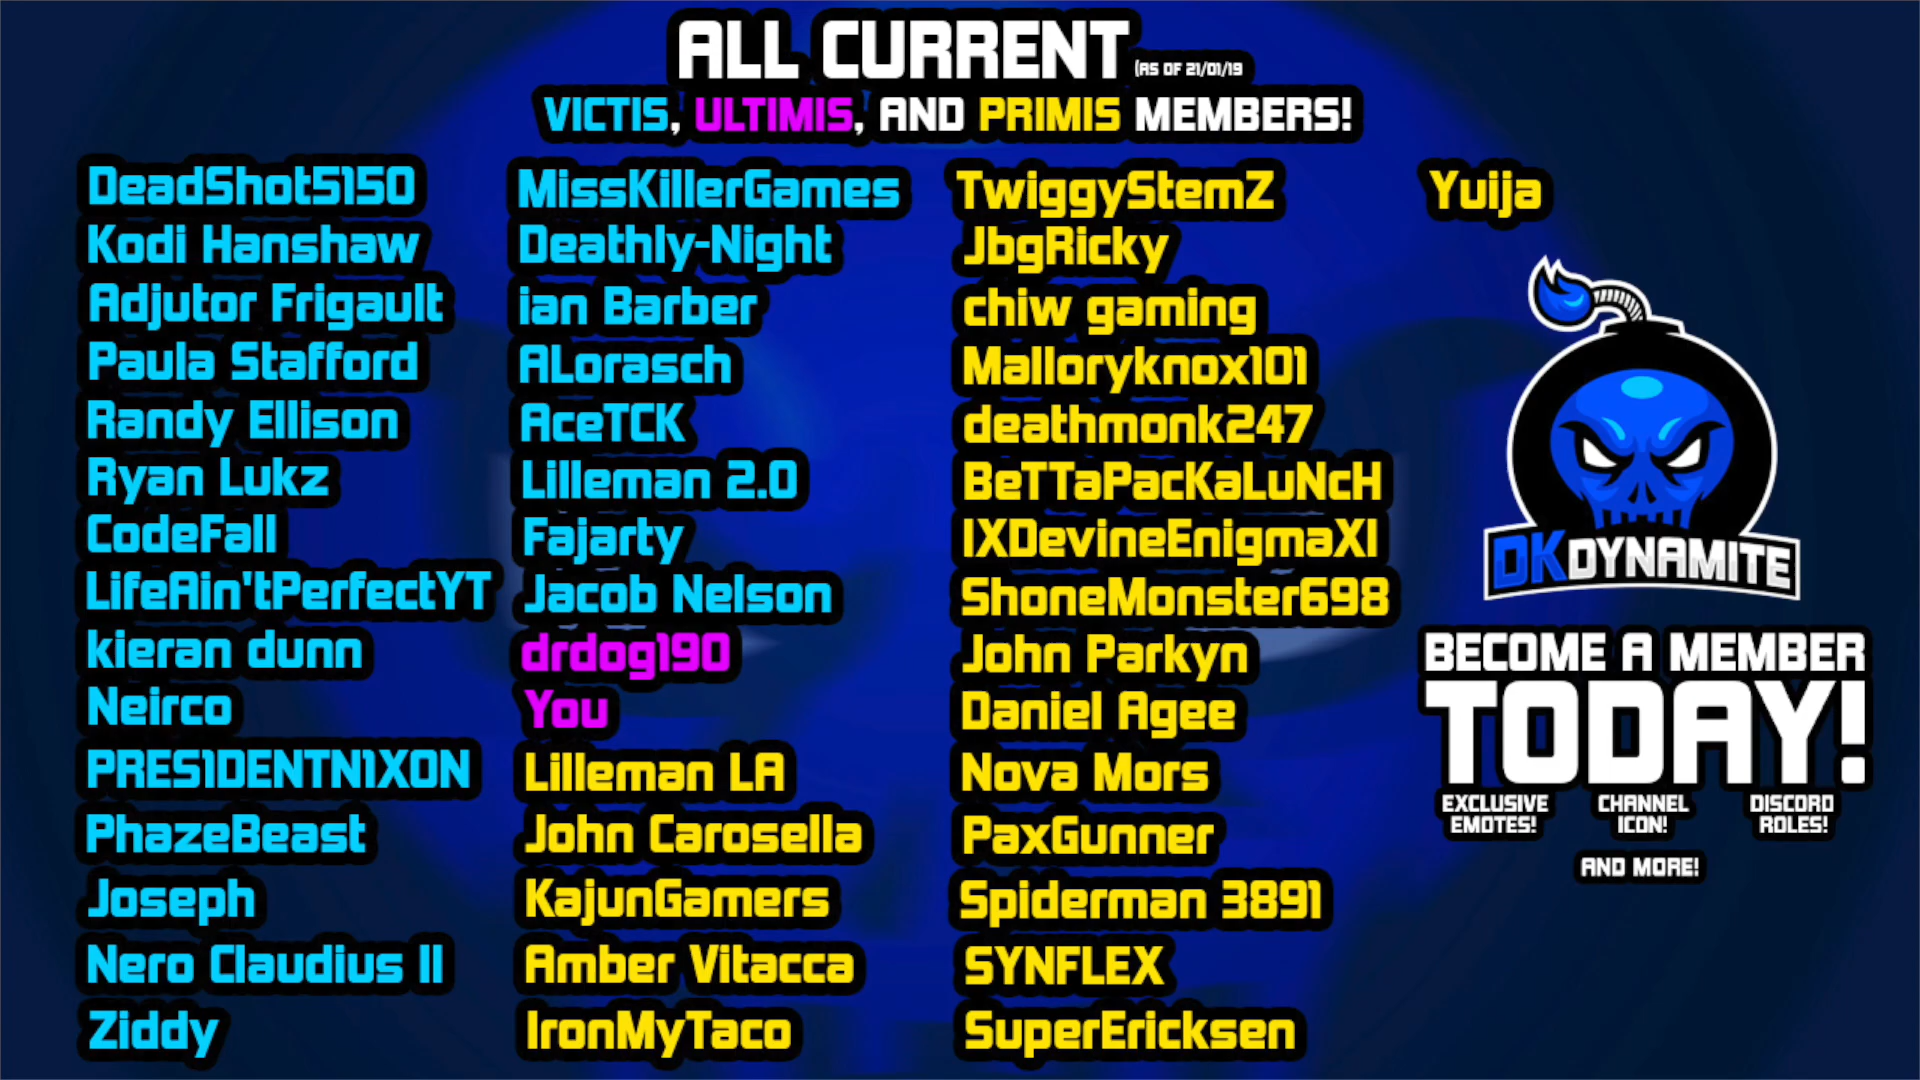 ALL CURRENT (AS OF 21/01/19
VICTIS, ULTIMIS, AND PRIMIS MEMBERS!
DeadShot5150
Kodi Hanshaw
Adjutor Frigault
Paula Stafford
Randy Ellison
Ryan Lukz
CodeFall
LifeAin'tPerfectYT
kieran dunn
Neirco
PRES1DENTN1XON
PhazeBeast
Joseph
Nero Claudius II
Ziddy
MissKillerGames
Deathly-Night
ian Barber
ALorasch
AceTCK
Lilleman 2.0
Fajarty
Jacob Nelson
drdog190
You
Lilleman LA
John Carosella
KajunGamers
Amber Vitacca
IronMyTaco
TwiggyStemZ
JbgRicky
chiw gaming
Malloryknox101
deathmonk247
BeTTaPacKaLuNcH
IXDevineEnigmaXI
ShoneMonster698
John Parkyn
Daniel Agee
Nova Mors
PaxGunner
Spiderman 3891
SYNFLEX
SuperEricksen
Yuija
DKDYNAMITE
BECOME A MEMBER
TODAY!
EXCLUSIVE
EMOTES!
CHANNEL
ICON!
DISCORD
ROLES!
AND MORE!